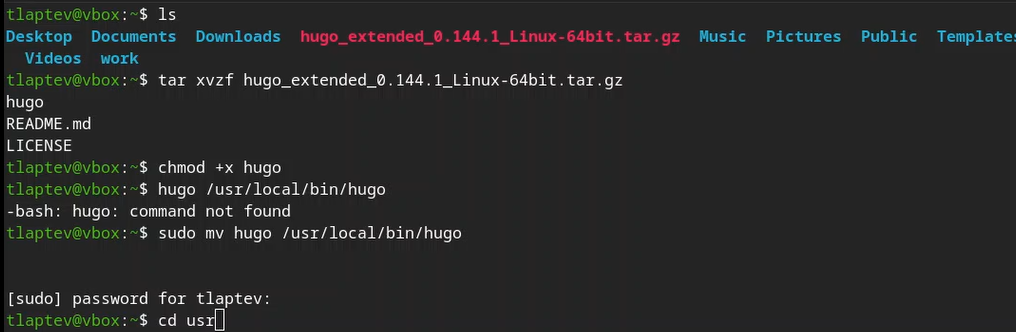 tlaptev@vbox:~$ ls
Desktop  Documents  Downloads  hugo_extended_0.144.1_Linux-64bit.tar.gz  Music  Pictures  Public  Templates
  Videos  work
tlaptev@vbox:~$ tar xvzf hugo_extended_0.144.1_Linux-64bit.tar.gz
hugo
README.md
LICENSE
tlaptev@vbox:~$ chmod +x hugo
tlaptev@vbox:~$ hugo /usr/local/bin/hugo
-bash: hugo: command not found
tlaptev@vbox:~$ sudo mv hugo /usr/local/bin/hugo
[sudo] password for tlaptev:
tlaptev@vbox:~$ cd usr